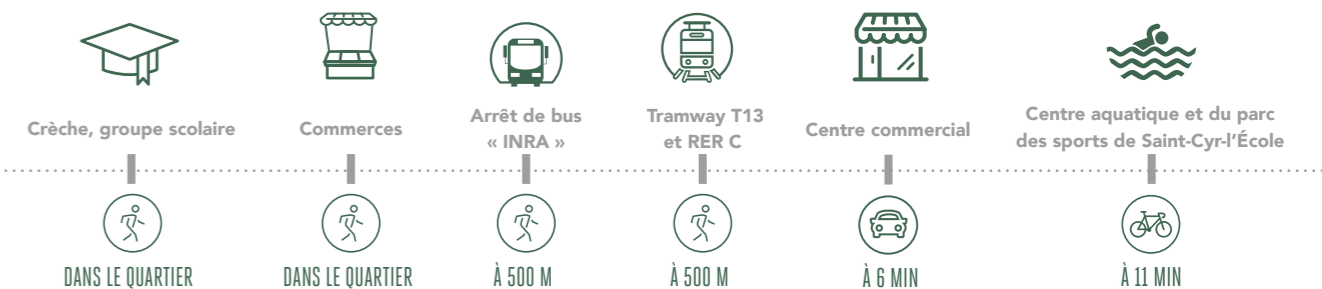 Crèche, groupe scolaire
DANS LE QUARTIER
Commerces
DANS LE QUARTIER
Arrêt de bus
« INRA »
À 500 M
Tramway T13
et RER C
À 500 M
Centre commercial
À 6 MIN
Centre aquatique et du parc
des sports de Saint-Cyr-l'École
À 11 MIN